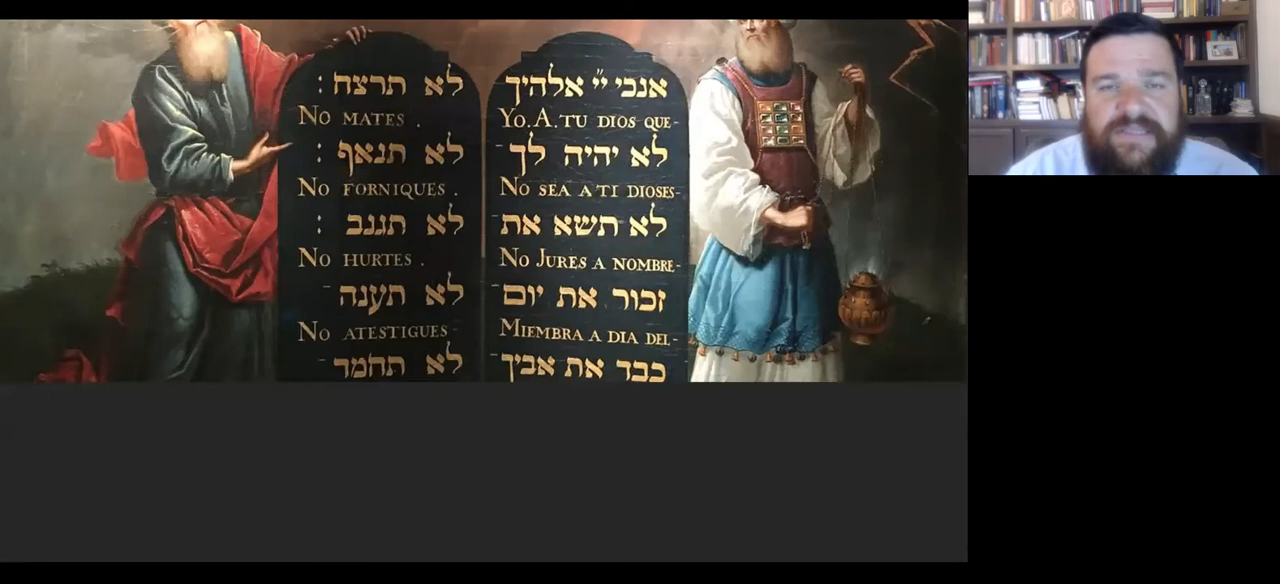 אנכי יי אלהיך
YO. A. TU DIOS QUE-
לא יהיה לך-
NO SEA A TI DIOSES-
לא תשא את
NO JURES A NOMBRE-
זכור את יום-
MIEMBRA A DIA DEL-
כבד את אביך-
לא תרצח :
NO MATES .
לא תנאף :
NO FORNIQUES .
לא תגנב :
NO HURTES .
לא תענה-
NO ATESTIGUES-
לא תחמד-